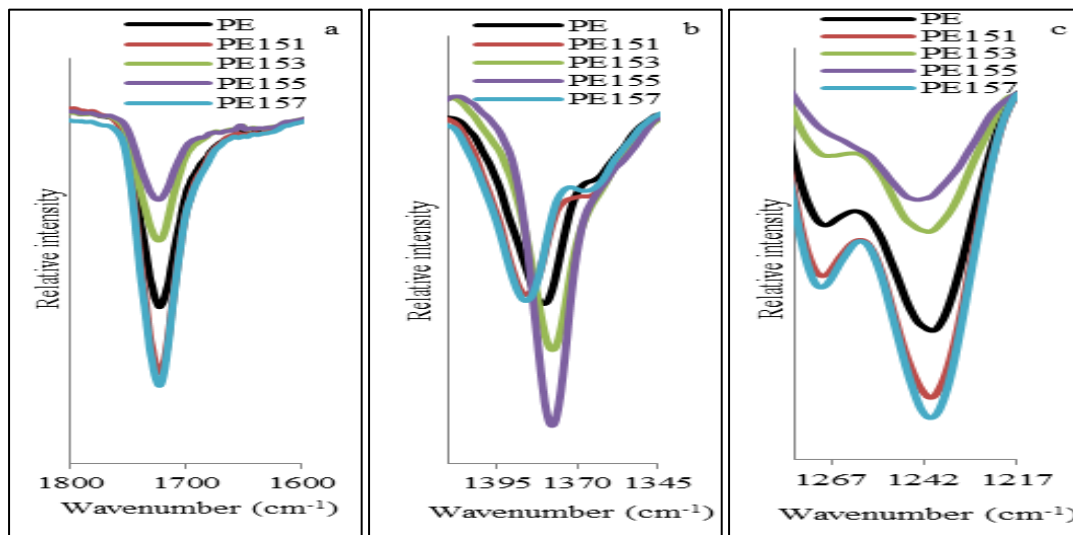 PE
PE151
PE153
PE155
PE157
a
Relative intensity
1800 1700 1600
Wavenumber (cm-1)
PE
PE151
PE153
PE155
PE157
b
Relative intensity
1395 1370 1345
Wavenumber (cm-1)
PE
PE151
PE153
PE155
PE157
c
Relative intensity
1267 1242 1217
Wavenumber (cm-1)